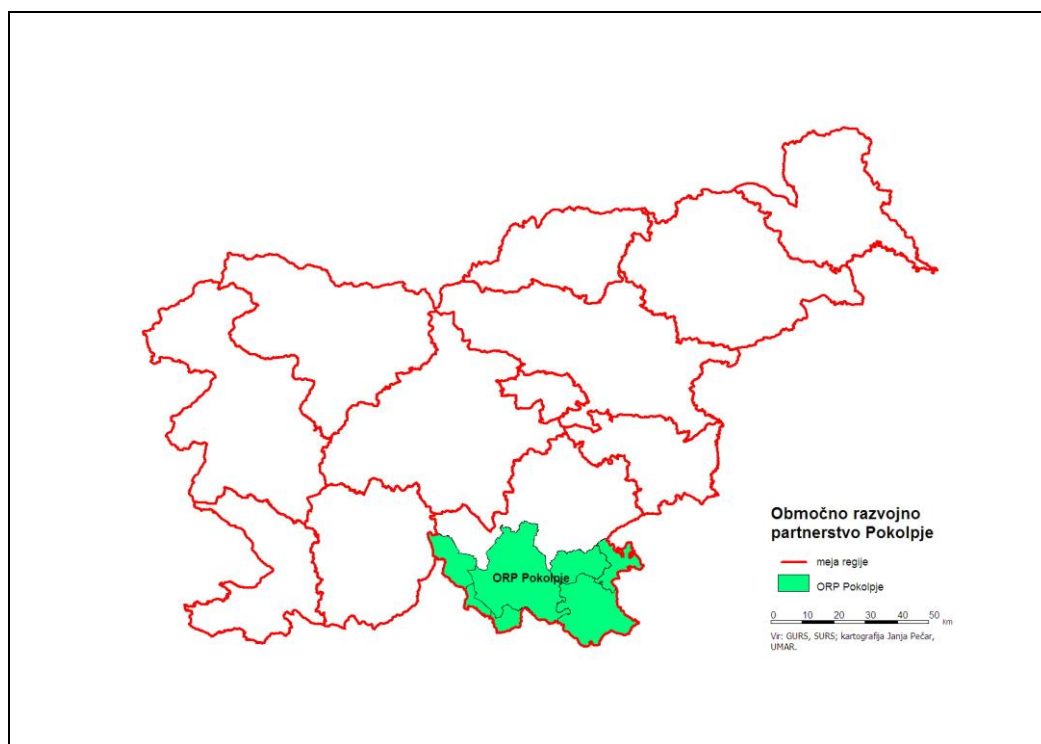 ORP Pokolpje
Območno razvojno
partnerstvo Pokolpje
meja regije
ORP Pokolpje
0 10 20 30 40 50
km
Vir: GURS, SURS; kartografija Janja Pečar,
UMAR.